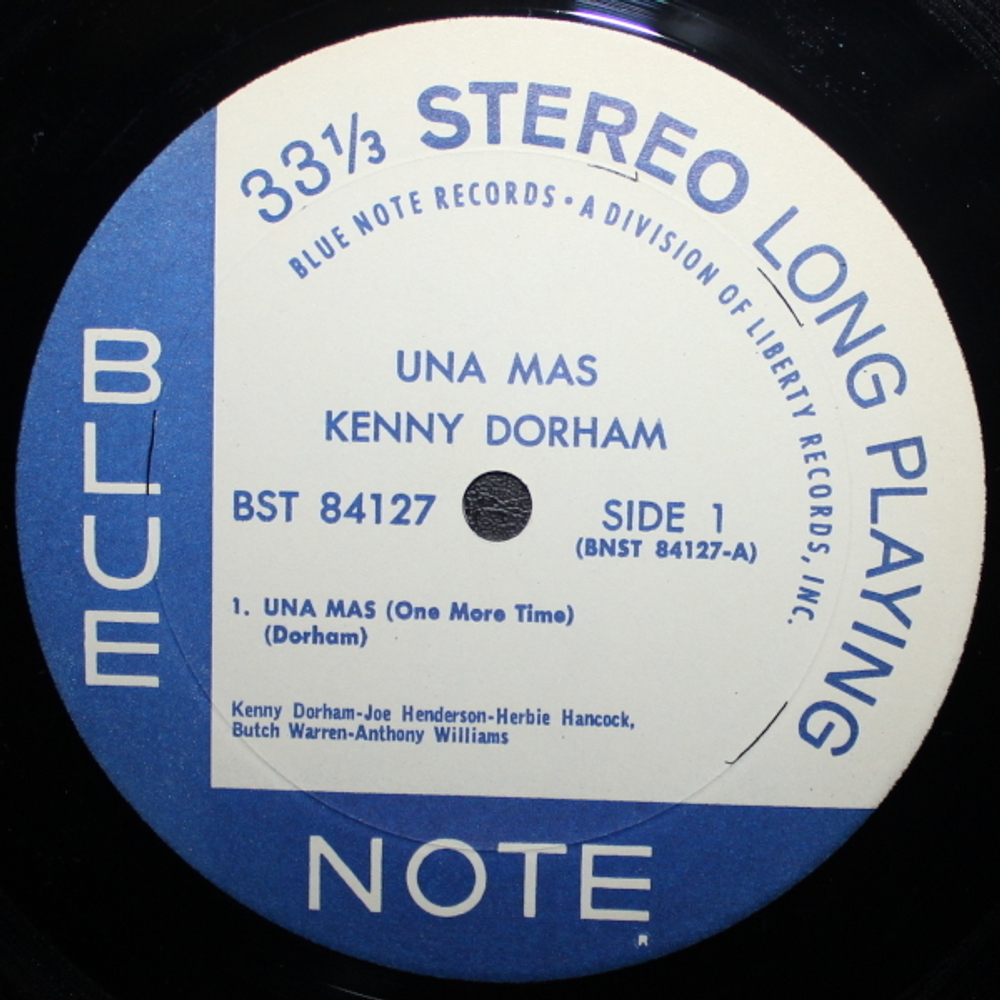 33⅓ STEREO LONG PLAYING
BLUE NOTE RECORDS • A DIVISION OF LIBERTY RECORDS, INC.
UNA MAS
KENNY DORHAM
BST 84127
SIDE 1
(BNST 84127-A)
1. UNA MAS (One More Time)
(Dorham)
Kenny Dorham-Joe Henderson-Herbie Hancock,
Butch Warren-Anthony Williams
BLUE
NOTE
R